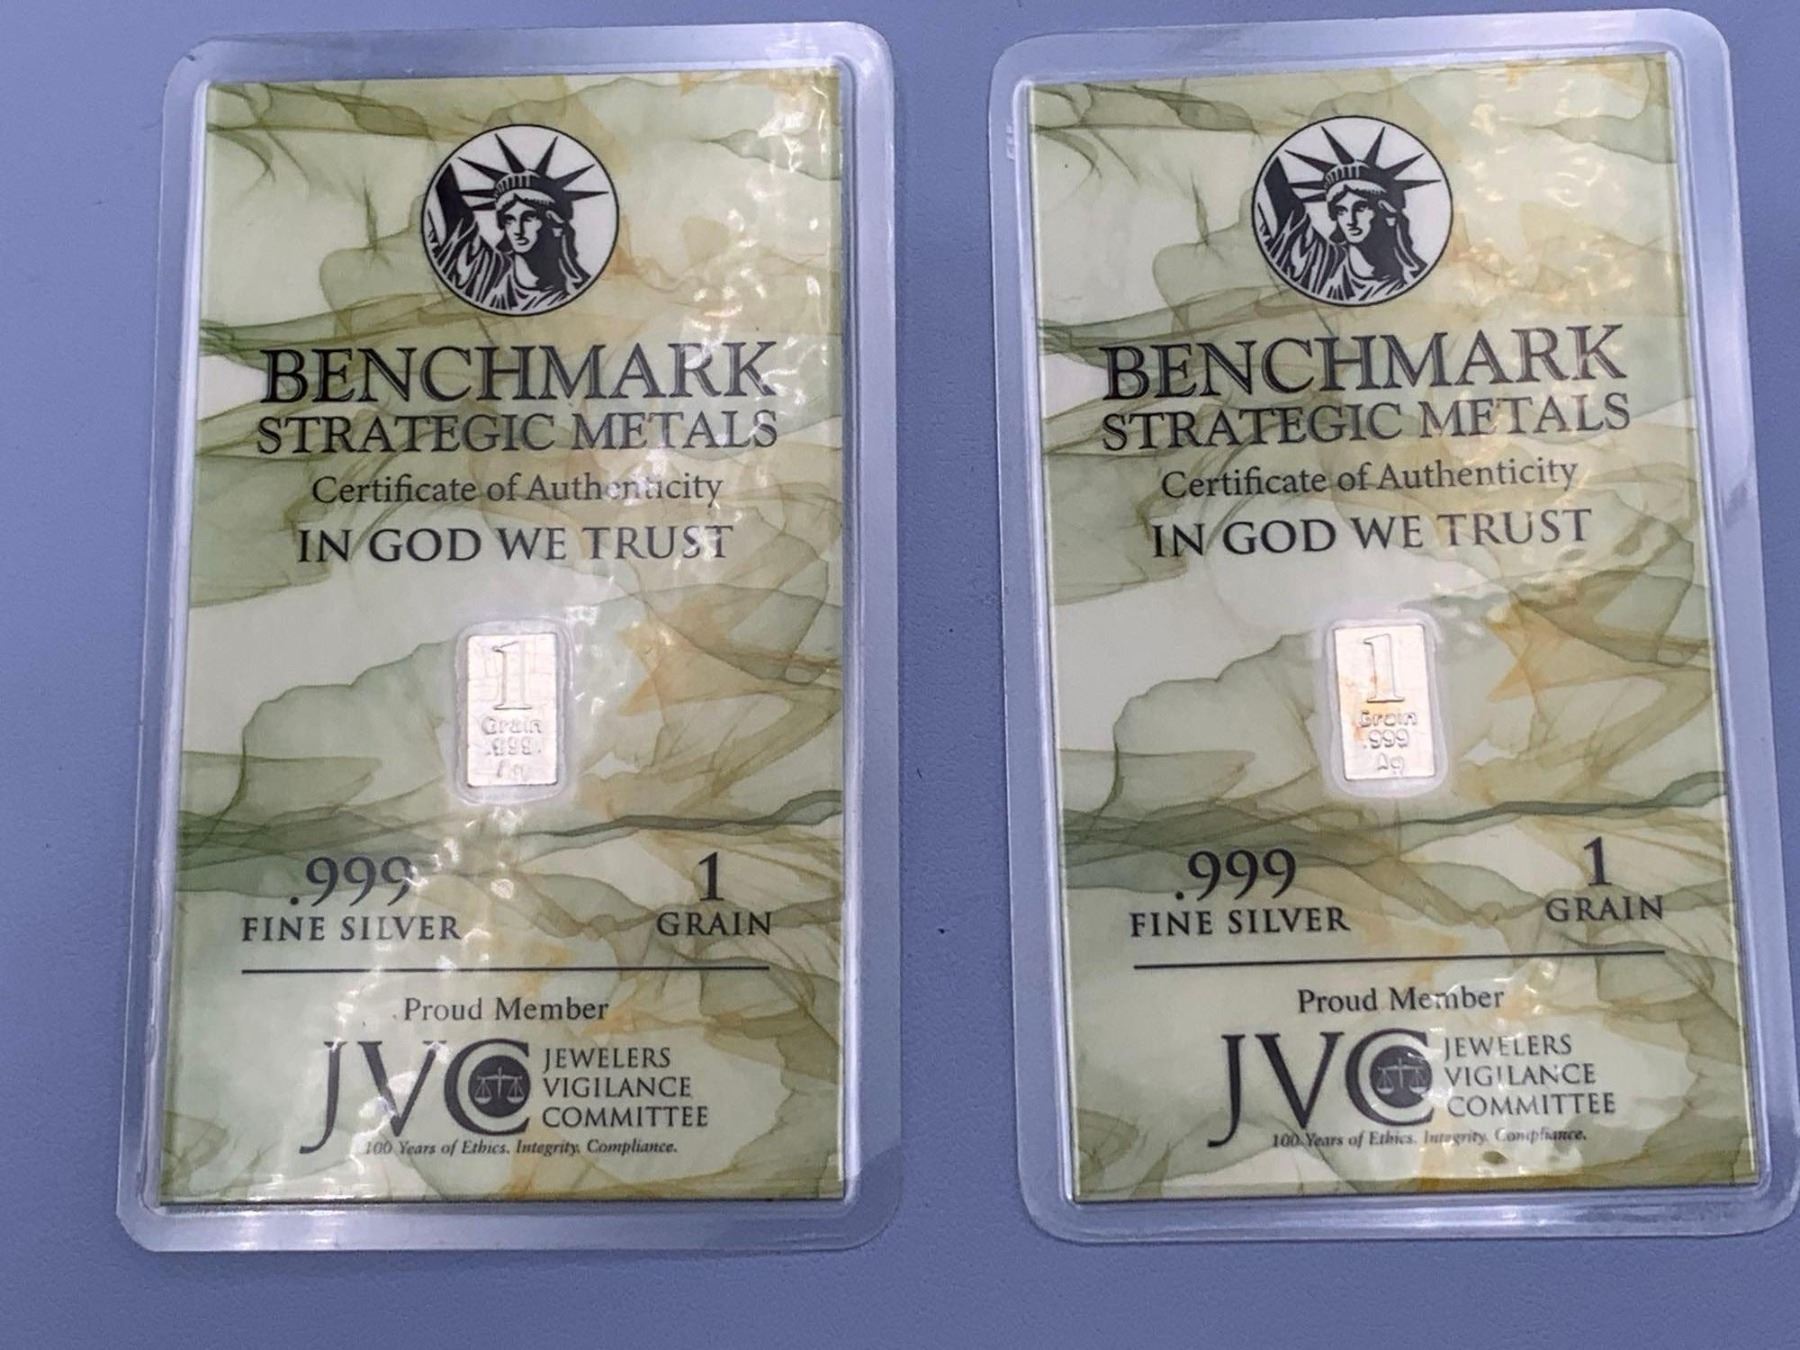 BENCHMARK
STRATEGIC METALS
Certificate of Authenticity
IN GOD WE TRUST
1
Grain
.999
Ag
.999
FINE SILVER
1
GRAIN
Proud Member
JVC
JEWELERS
VIGILANCE
COMMITTEE
100 Years of Ethics. Integrity. Compliance.
BENCHMARK
STRATEGIC METALS
Certificate of Authenticity
IN GOD WE TRUST
1
Grain
.999
Ag
.999
FINE SILVER
1
GRAIN
Proud Member
JVC
JEWELERS
VIGILANCE
COMMITTEE
100 Years of Ethics. Integrity. Compliance.